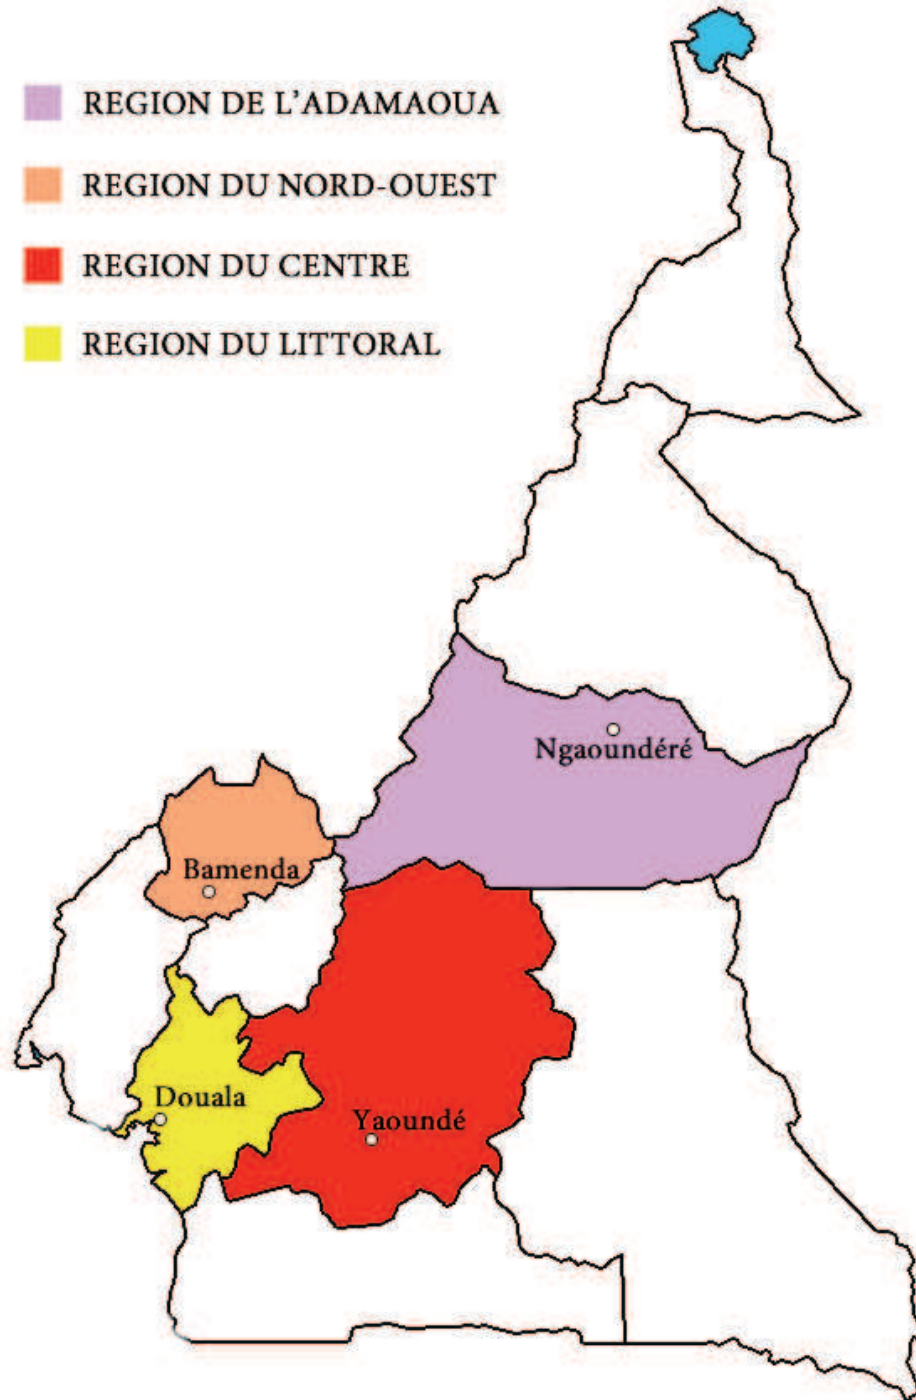 REGION DE L'ADAMAOUA
REGION DU NORD-OUEST
REGION DU CENTRE
REGION DU LITTORAL
Ngaoundéré
Bamenda
Douala
Yaoundé